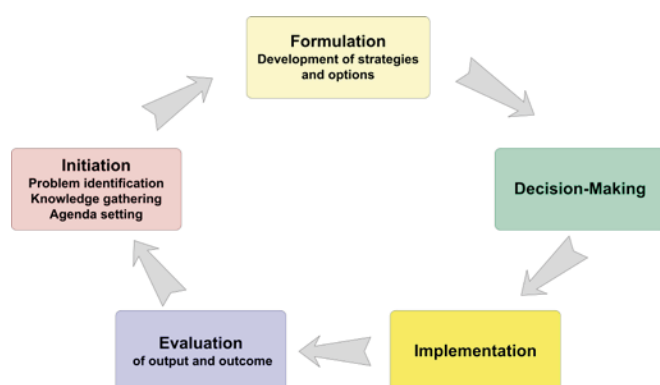 Formulation
Development of strategies
and options
Decision-Making
Implementation
Evaluation
of output and outcome
Initiation
Problem identification
Knowledge gathering
Agenda setting